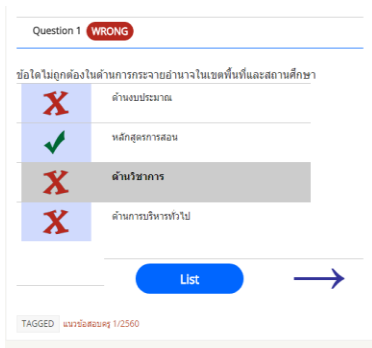 Question 1 WRONG
ข้อใดไม่ถูกต้องในด้านการกระจายอำนาจในเขตพื้นที่และสถานศึกษา
ด้านงบประมาณ
หลักสูตรการสอน
ด้านวิชาการ
ด้านการบริหารทั่วไป
List
TAGGED แนวข้อสอบครู 1/2560